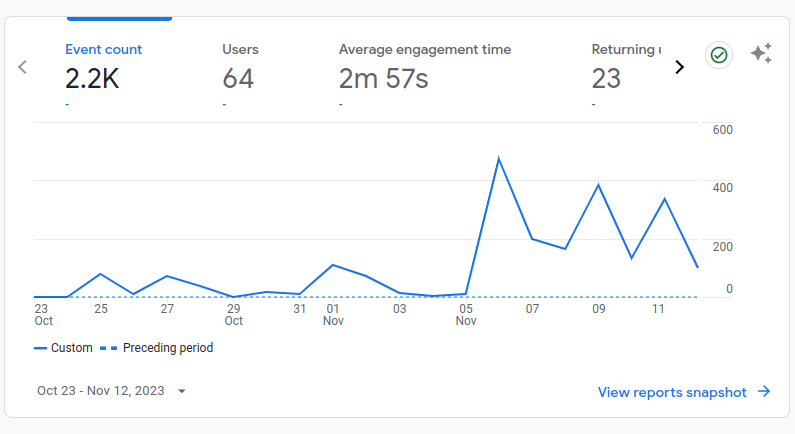 Event count Users Average engagement time Returning u
2.2K 64 2m 57s 23
- - - -
600
400
200
0
23 25 27 29 31 01 03 05 07 09 11
Oct Oct Nov Nov
Custom Preceding period
Oct 23 - Nov 12, 2023
View reports snapshot